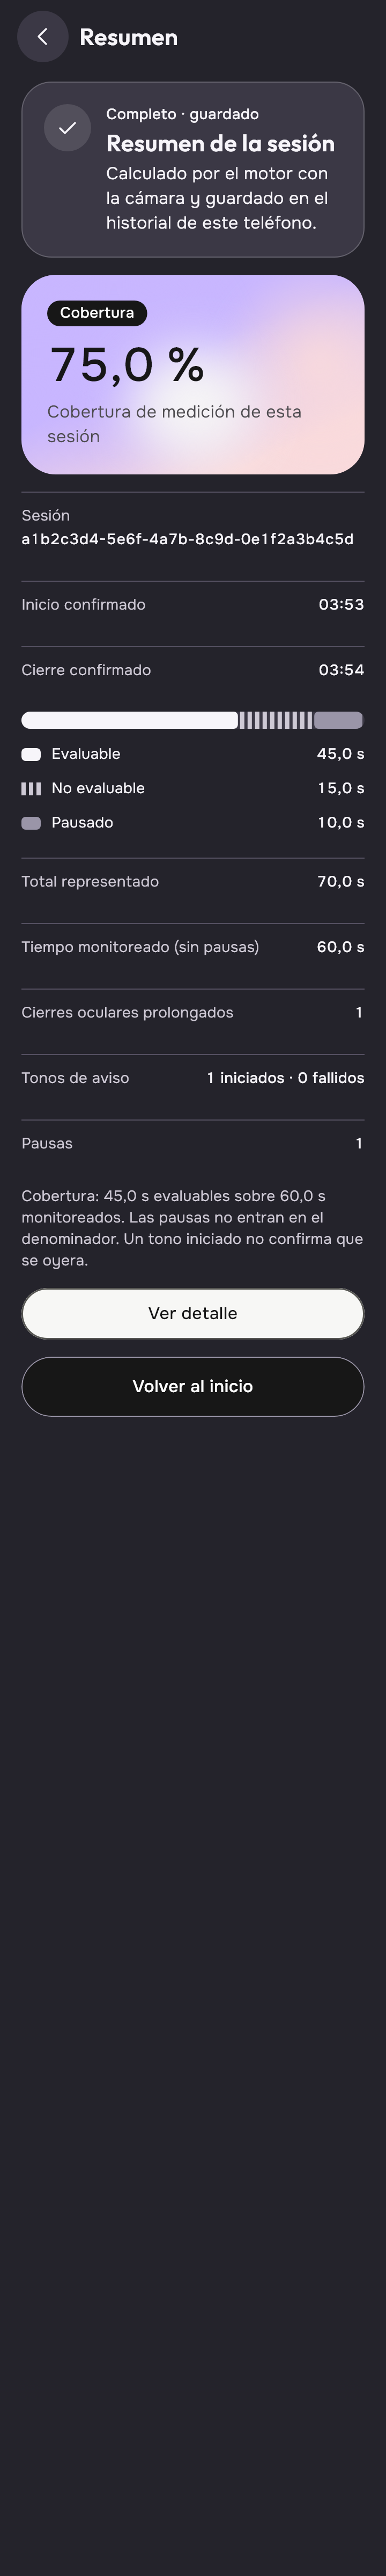 Resumen
Completo · guardado
Resumen de la sesión
Calculado por el motor con
la cámara y guardado en el
historial de este teléfono.
Cobertura
75,0 %
Cobertura de medición de esta
sesión
Sesión
a1b2c3d4-5e6f-4a7b-8c9d-0e1f2a3b4c5d
Inicio confirmado 03:53
Cierre confirmado 03:54
Evaluable 45,0 s
No evaluable 15,0 s
Pausado 10,0 s
Total representado 70,0 s
Tiempo monitoreado (sin pausas) 60,0 s
Cierres oculares prolongados 1
Tonos de aviso 1 iniciados · 0 fallidos
Pausas 1
Cobertura: 45,0 s evaluables sobre 60,0 s
monitoreados. Las pausas no entran en el
denominador. Un tono iniciado no confirma que
se oyera.
Ver detalle
Volver al inicio